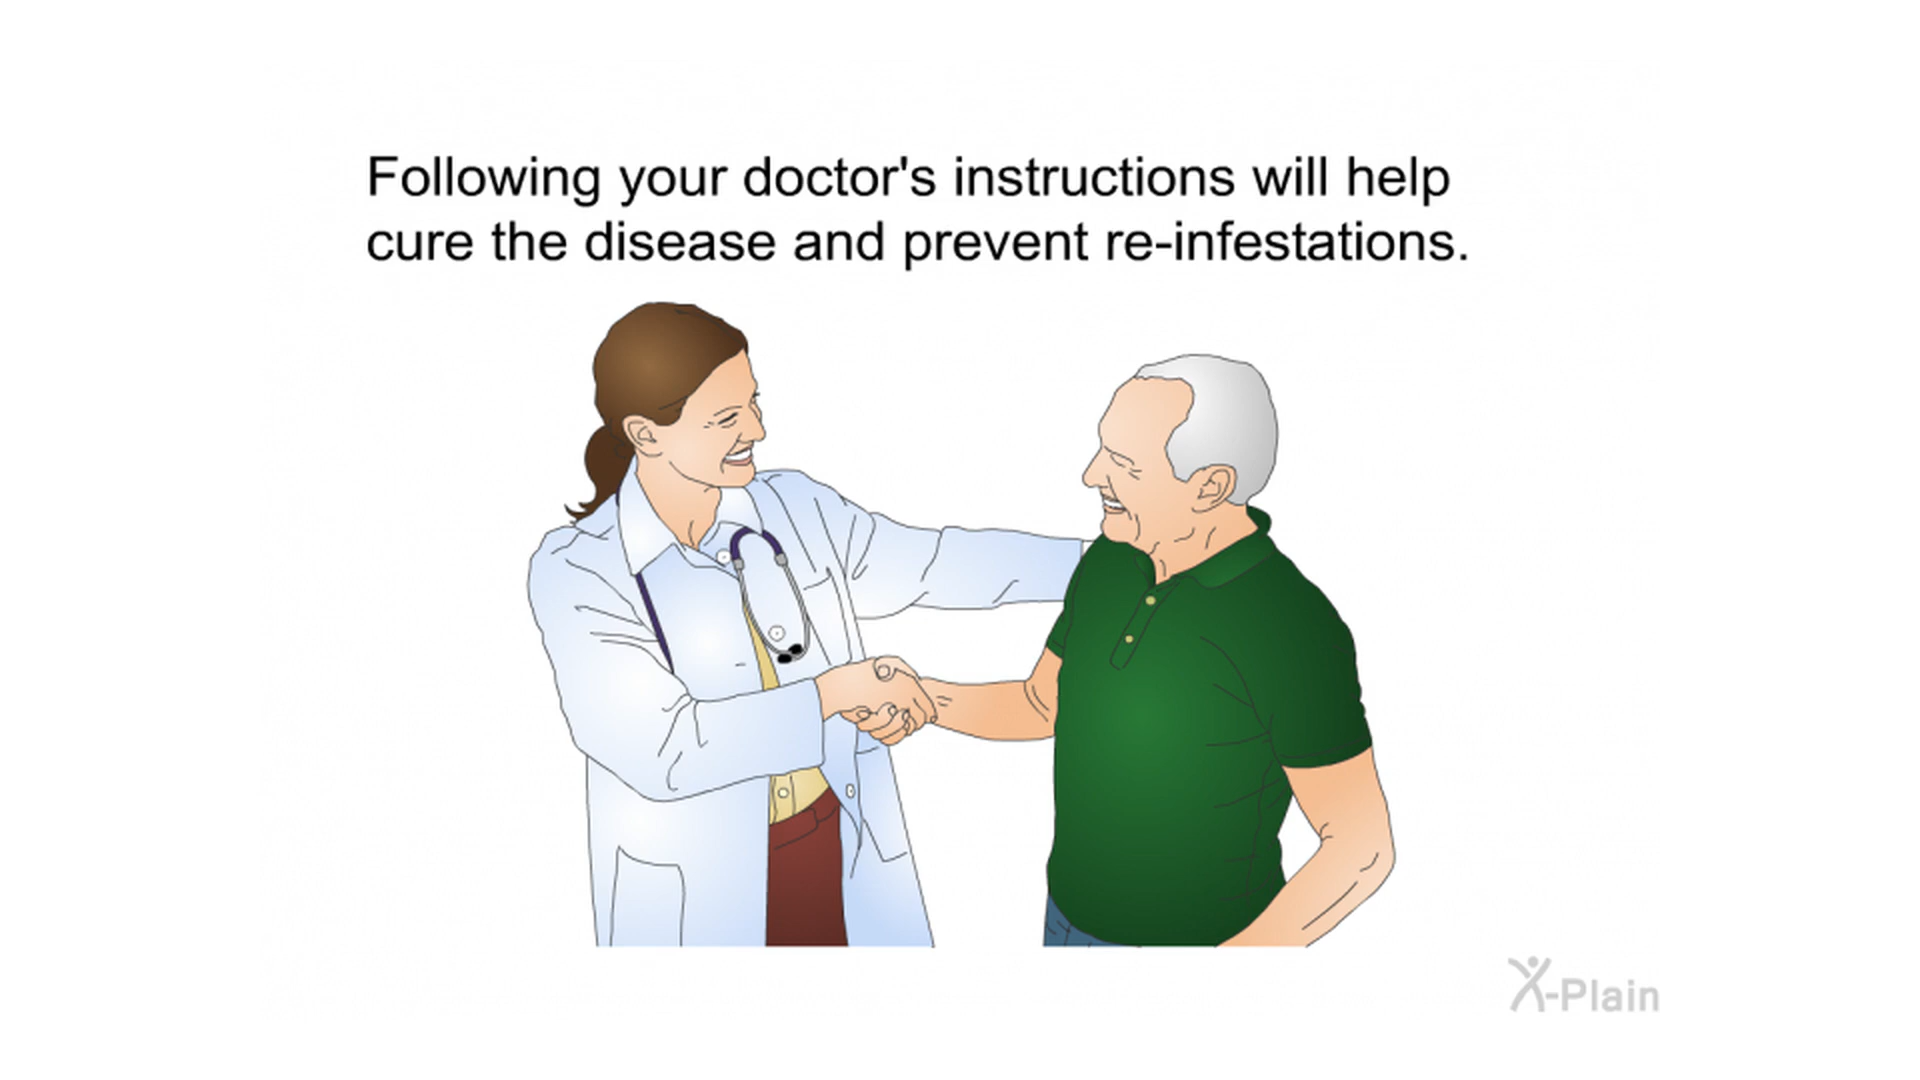 Following your doctor's instructions will help
cure the disease and prevent re-infestations.
X-Plain